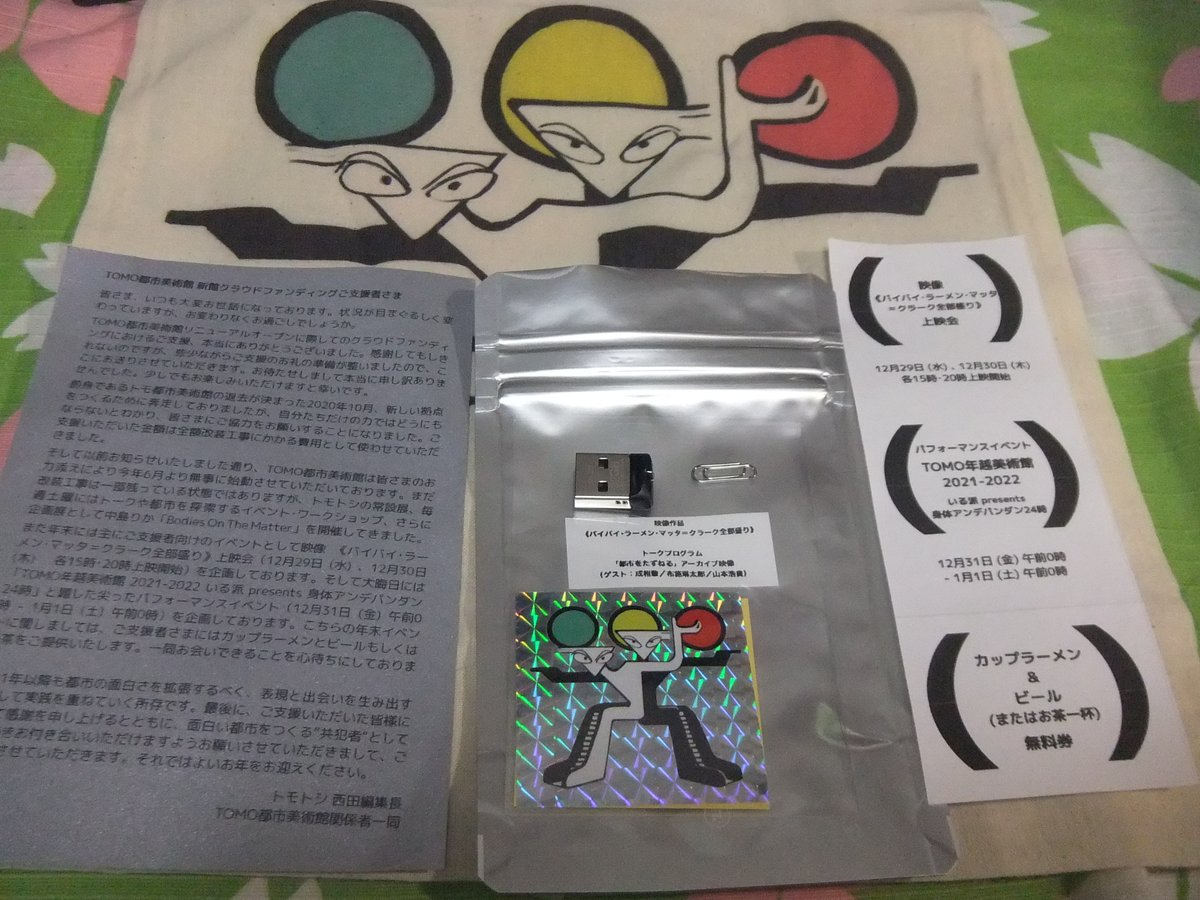 TOMO都市美術館 新館クラウドファンディングご支援者さま
皆さま、いつも大変お世話になっております。状況が目まぐるしく変
わっていますが、お変わりなくお過ごしでしょうか。
TOMO都市美術館リニューアルオープンに際してのクラウドファンディ
ングにおけるご支援、本当にありがとうございました。感謝してもしき
れないのですが、些少ながらご支援のお礼の準備が整いましたので、こ
こにお送りさせていただきます。お待たせしまして本当に申し訳ありま
せんでした。少しでもお楽しみいただけますと幸いです。
前身であるトモ都市美術館の退去が決まった2020年10月、新しい拠点
をつくるために奔走しておりましたが、自分たちだけの力ではどうにも
ならないとわかり、皆さまにご協力をお願いすることになりました。ご
支援いただいた金額は全額改装工事にかかる費用として使わせていただ
きました。
そして以前お知らせいたしました通り、TOMO都市美術館は皆さまのお
力添えにより今年6月より無事に始動させていただいております。まだ
改装工事は一部残っている状態ではありますが、トモトシの常設展、毎
週土曜にはトークや都市を探索するイベント・ワークショップ、さらに
企画展として中島りか「Bodies On The Matter」を開催してきました。
また年末には主にご支援者向けのイベントとして映像 《バイバイ・ラー
メン・マッタ＝クラーク全部盛り》上映会（12月29日（水）、12月30日
（木） 各15時・20時上映開始）を企画しております。そして大晦日には
「TOMO年越美術館 2021-2022 いる派 presents 身体アンデパンダン
24時」と題した尖ったパフォーマンスイベント（12月31日（金）午前0
時 - 1月1日（土）午前0時）を企画しております。こちらの年末イベン
トに関しましては、ご支援者さまにはカップラーメンとビールもしくは
茶をご提供いたします。一同お会いできることを心待ちにしておりま
1年以降も都市の面白さを拡張するべく、表現と出会いを生み出す
して実践を重ねていく所存です。最後に、ご支援いただいた皆様に
て感謝を申し上げるとともに、面白い都市をつくる"共犯者"として
きお付き合いいただけますようお願いさせていただきまして、ご
させていただきます。それではよいお年をお迎えください。
トモトシ 西田編集長
TOMO都市美術館関係者一同
映像作品
《バイバイ・ラーメン・マッタ＝クラーク全部盛り》
トークプログラム
「都市をたずねる」アーカイブ映像
（ゲスト：成相肇／布施琳太郎／山本浩貴）
映像
《バイバイ・ラーメン・マッタ
＝クラーク全部盛り》
上映会
12月29日（水）、12月30日（木）
各15時・20時上映開始
パフォーマンスイベント
TOMO年越美術館
2021-2022
いる派 presents
身体アンデパンダン24時
12月31日（金）午前0時
- 1月1日（土）午前0時
カップラーメン
&
ビール
（またはお茶一杯）
無料券